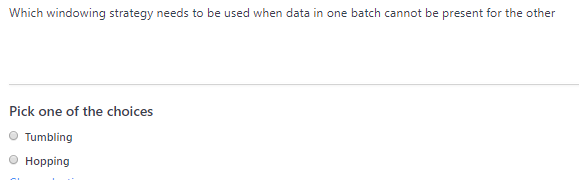 Which windowing strategy needs to be used when data in one batch cannot be present for the other
Pick one of the choices
Tumbling
Hopping